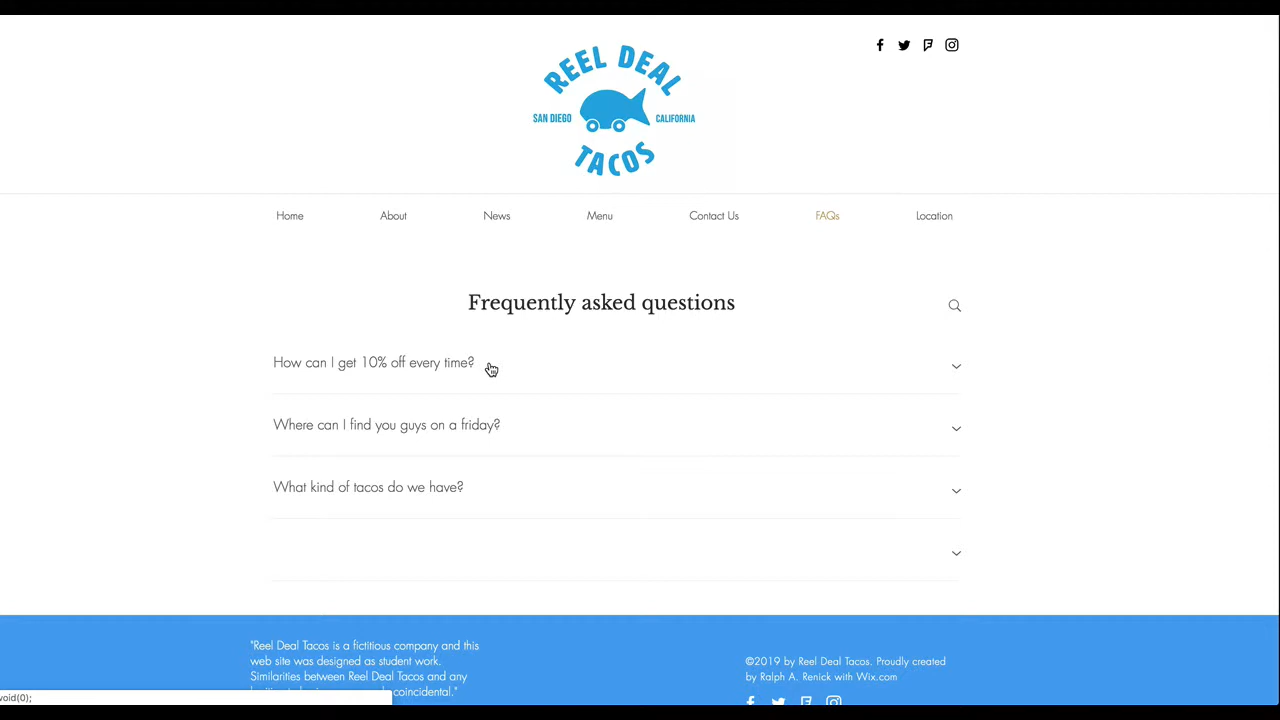 REEL DEAL
SAN DIEGO
CALIFORNIA
TACOS
Home
About
News
Menu
Contact Us
FAQs
Location
Frequently asked questions
How can I get 10% off every time?
Where can I find you guys on a friday?
What kind of tacos do we have?
"Reel Deal Tacos is a fictitious company and this
web site was designed as student work.
Similarities between Reel Deal Tacos and any
coincidental."
©2019 by Reel Deal Tacos. Proudly created
by Ralph A. Renick with Wix.com
void(0);